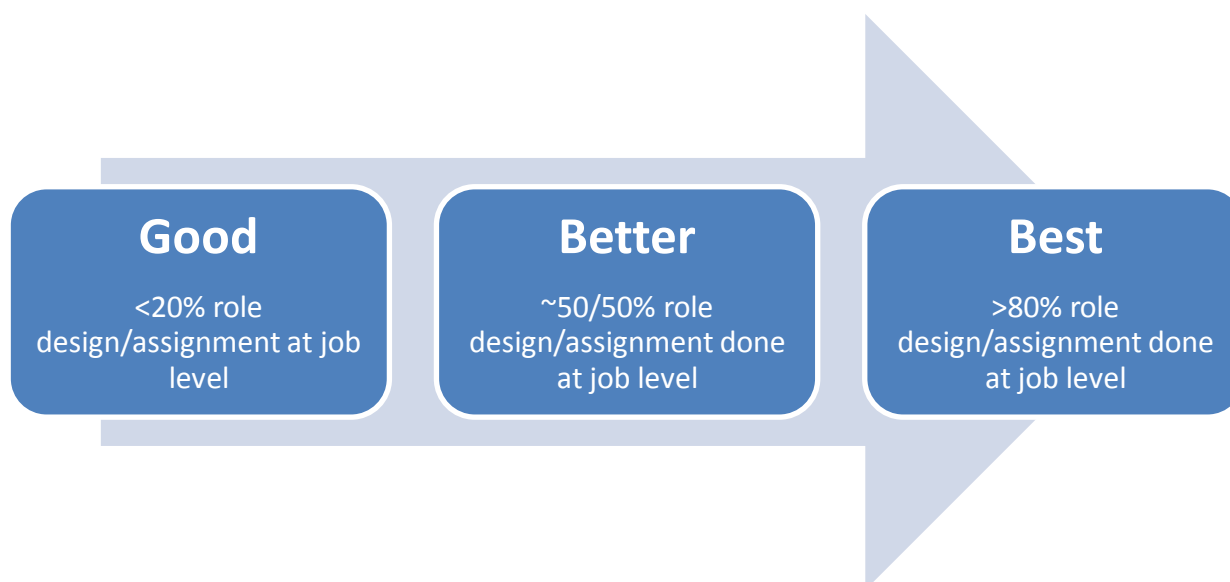 Good
<20% role
design/assignment at job
level
Better
~50/50% role
design/assignment done
at job level
Best
>80% role
design/assignment done
at job level